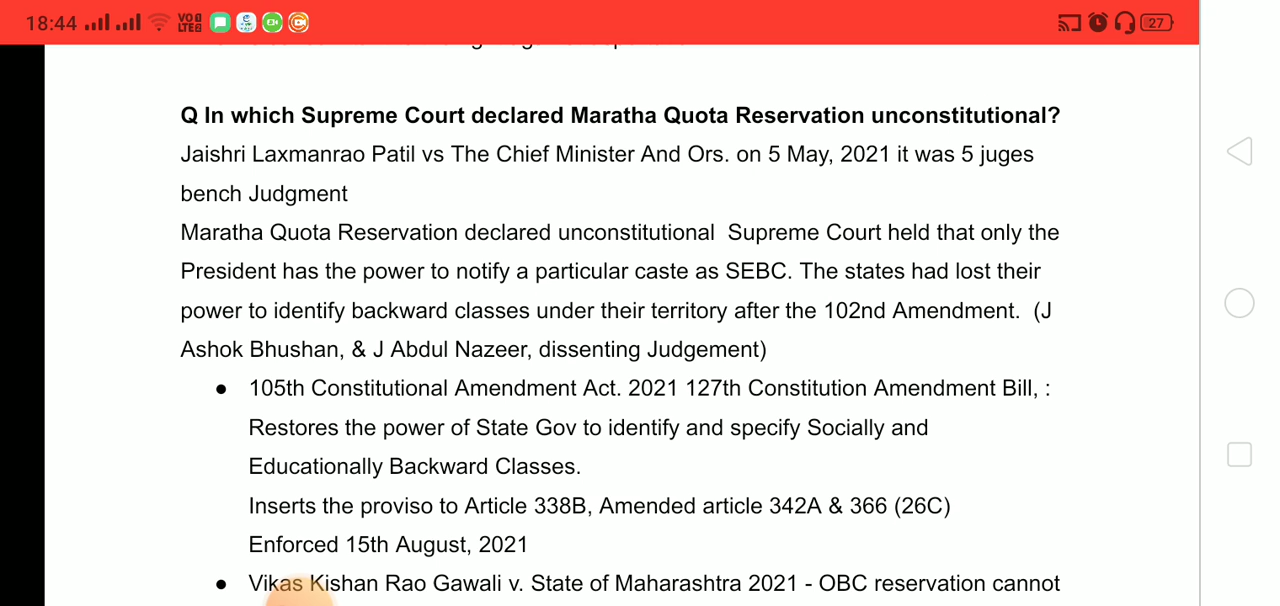 18:44 VO LTE 27
Q In which Supreme Court declared Maratha Quota Reservation unconstitutional?
Jaishri Laxmanrao Patil vs The Chief Minister And Ors. on 5 May, 2021 it was 5 juges
bench Judgment
Maratha Quota Reservation declared unconstitutional  Supreme Court held that only the
President has the power to notify a particular caste as SEBC. The states had lost their
power to identify backward classes under their territory after the 102nd Amendment.  (J
Ashok Bhushan, & J Abdul Nazeer, dissenting Judgement)
● 105th Constitutional Amendment Act. 2021 127th Constitution Amendment Bill, :
Restores the power of State Gov to identify and specify Socially and
Educationally Backward Classes.
Inserts the proviso to Article 338B, Amended article 342A & 366 (26C)
Enforced 15th August, 2021
● Vikas Kishan Rao Gawali v. State of Maharashtra 2021 - OBC reservation cannot